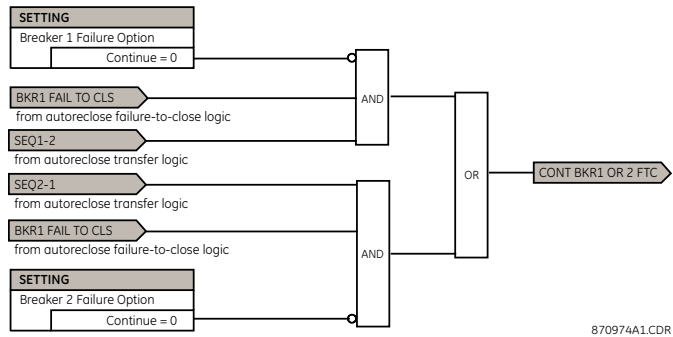 SETTING
Breaker 1 Failure Option
Continue = 0
BKR1 FAIL TO CLS
from autoreclose failure-to-close logic
SEQ1-2
from autoreclose transfer logic
AND
SEQ2-1
from autoreclose transfer logic
BKR1 FAIL TO CLS
from autoreclose failure-to-close logic
SETTING
Breaker 2 Failure Option
Continue = 0
AND
OR
CONT BKR1 OR 2 FTC
870974A1.CDR